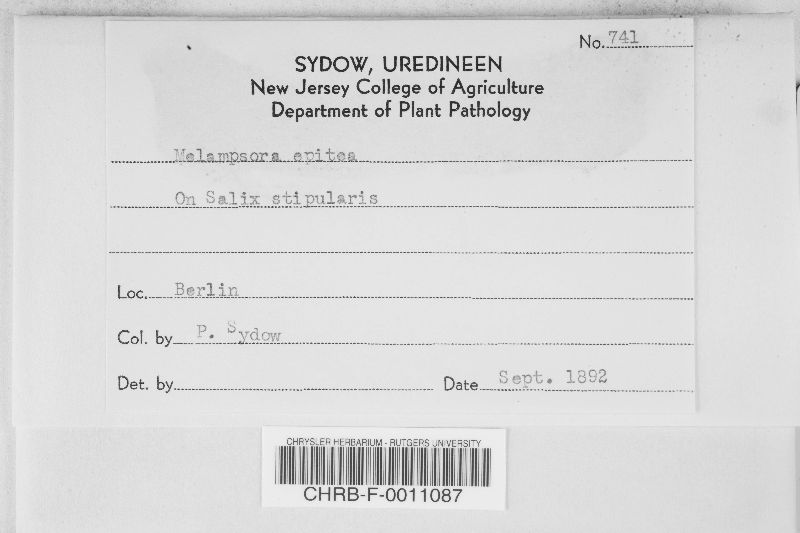 No. 741
SYDOW, UREDINEEN
New Jersey College of Agriculture
Department of Plant Pathology
Melampsora epitea
On Salix stipularis
Loc. Berlin
Col. by P. Sydow
Det. by Date Sept. 1892
CHRYSLER HERBARIUM - RUTGERS UNIVERSITY
CHRB-F-0011087